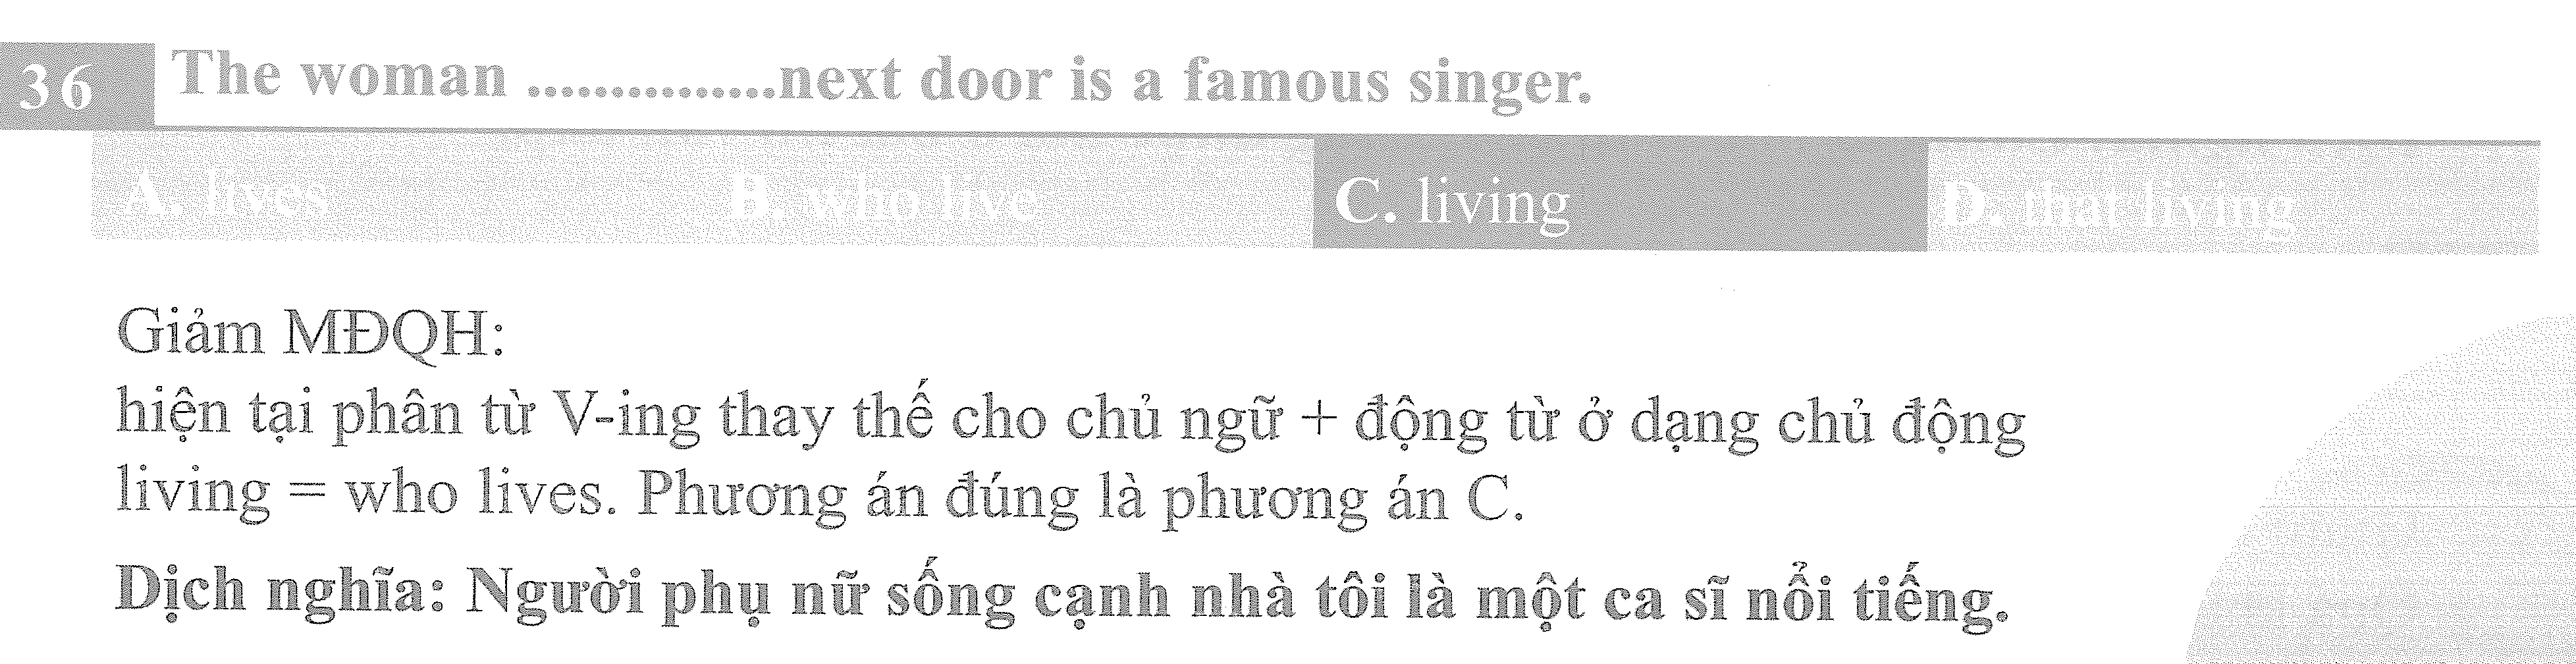 36 The woman ...............next door is a famous singer.
A. lives B. who live C. living D. that living
Giảm MĐQH:
hiện tại phân từ V-ing thay thế cho chủ ngữ + động từ ở dạng chủ động
living = who lives. Phương án đúng là phương án C.
Dịch nghĩa: Người phụ nữ sống cạnh nhà tôi là một ca sĩ nổi tiếng.